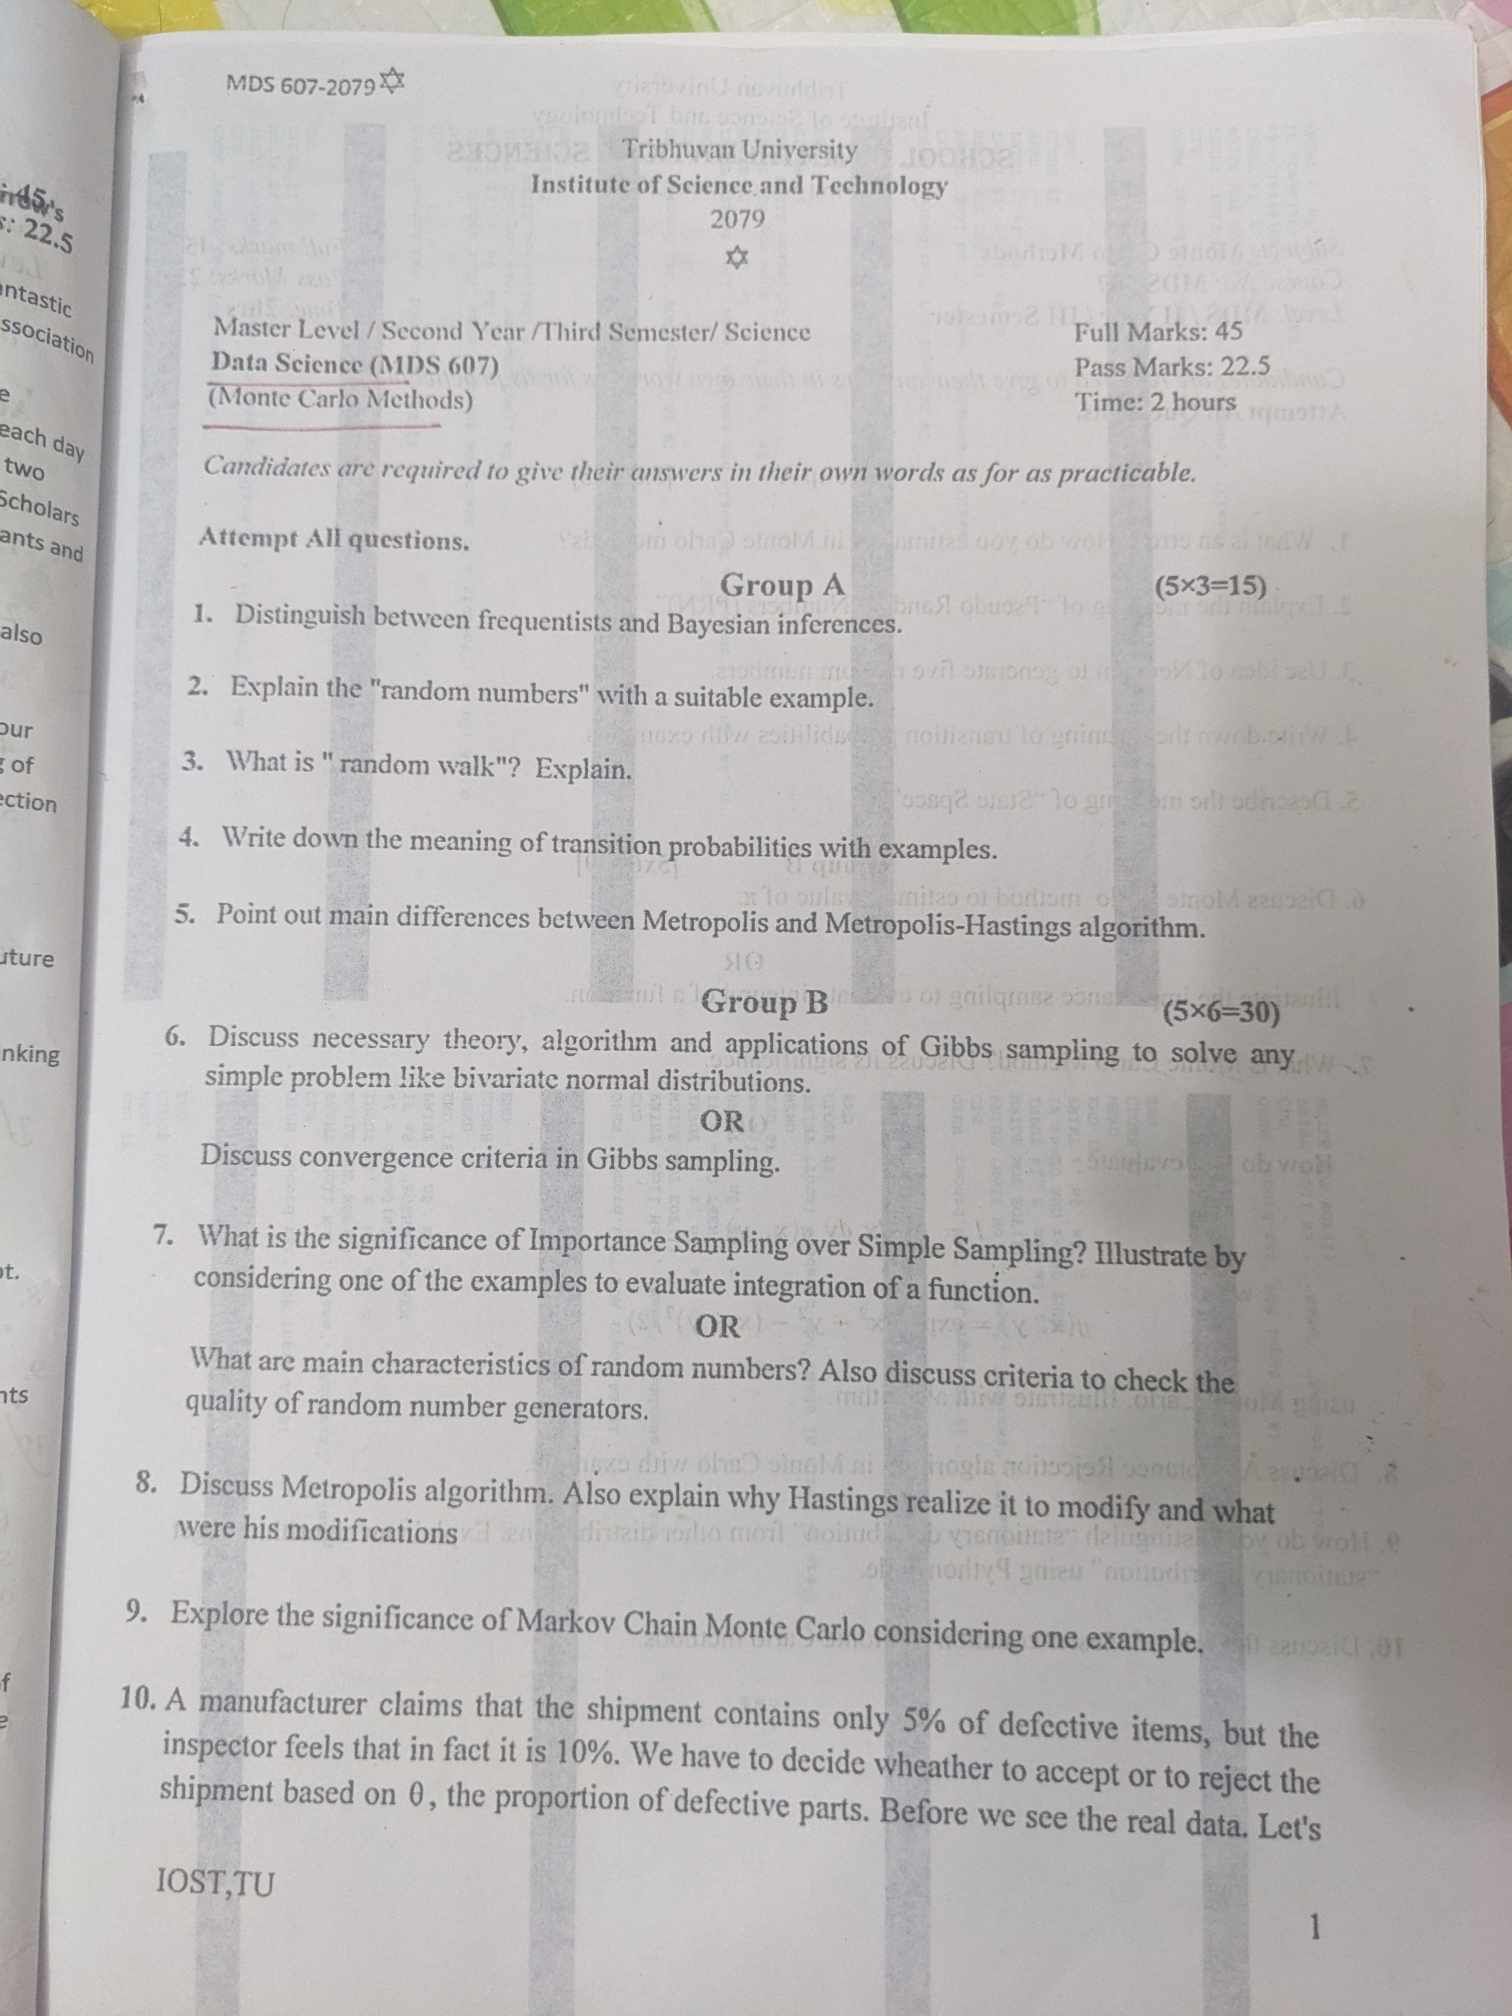 MDS 607-2079
Tribhuvan University
Institute of Science and Technology
2079
Master Level / Second Year /Third Semester/ Science
Full Marks: 45
Data Science (MDS 607)
Pass Marks: 22.5
(Monte Carlo Methods)
Time: 2 hours
Candidates are required to give their answers in their own words as for as practicable.
Attempt All questions.
Group A (5×3=15)
1. Distinguish between frequentists and Bayesian inferences.
2. Explain the "random numbers" with a suitable example.
3. What is " random walk"? Explain.
4. Write down the meaning of transition probabilities with examples.
5. Point out main differences between Metropolis and Metropolis-Hastings algorithm.
Group B (5×6=30)
6. Discuss necessary theory, algorithm and applications of Gibbs sampling to solve any
simple problem like bivariate normal distributions.
OR
Discuss convergence criteria in Gibbs sampling.
7. What is the significance of Importance Sampling over Simple Sampling? Illustrate by
considering one of the examples to evaluate integration of a function.
OR
What are main characteristics of random numbers? Also discuss criteria to check the
quality of random number generators.
8. Discuss Metropolis algorithm. Also explain why Hastings realize it to modify and what
were his modifications
9. Explore the significance of Markov Chain Monte Carlo considering one example.
10. A manufacturer claims that the shipment contains only 5% of defective items, but the
inspector feels that in fact it is 10%. We have to decide wheather to accept or to reject the
shipment based on θ, the proportion of defective parts. Before we see the real data. Let's
IOST,TU
1
22.5
each day
two
also
of